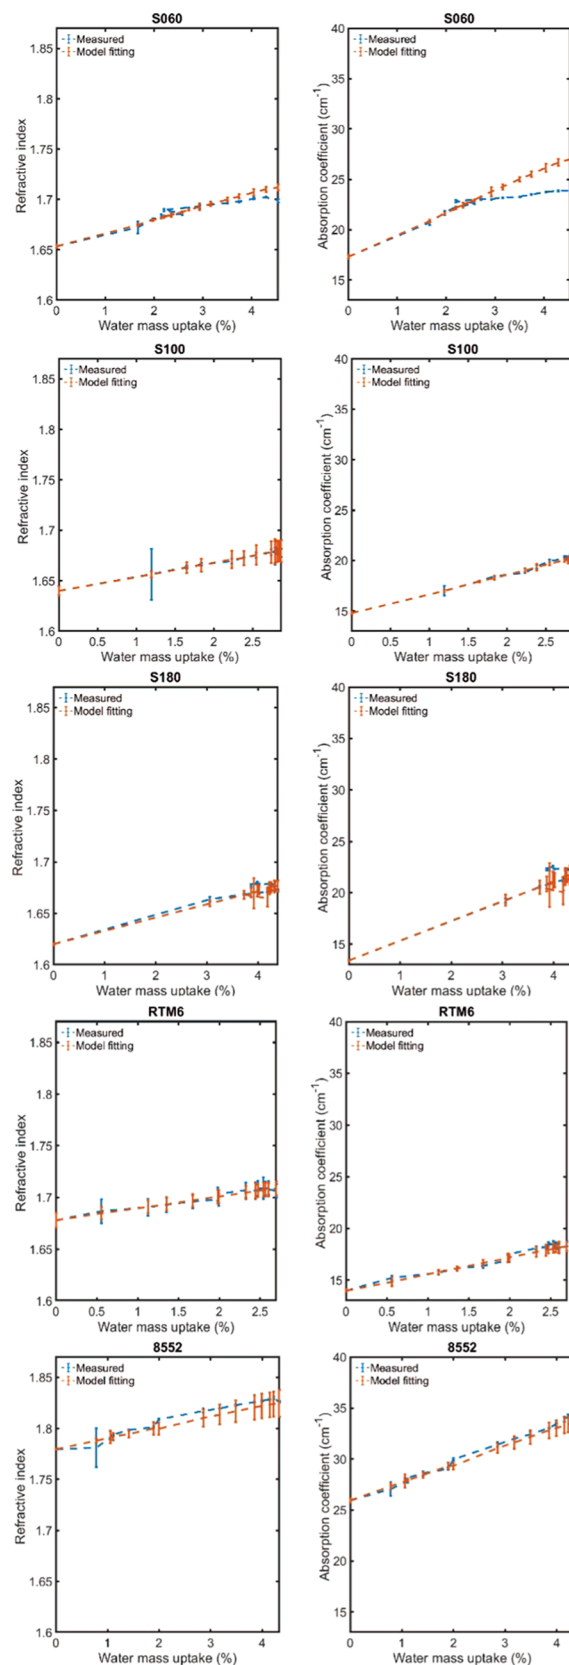 S060
Measured
Model fitting
Refractive index
1.85
1.8
1.75
1.7
1.65
1.6
0 1 2 3 4
Water mass uptake (%)
S060
Measured
Model fitting
Absorption coefficient (cm⁻¹)
40
35
30
25
20
15
0 1 2 3 4
Water mass uptake (%)
S100
Measured
Model fitting
Refractive index
1.85
1.8
1.75
1.7
1.65
1.6
0 0.5 1 1.5 2 2.5
Water mass uptake (%)
S100
Measured
Model fitting
Absorption coefficient (cm⁻¹)
40
35
30
25
20
15
0 0.5 1 1.5 2 2.5
Water mass uptake (%)
S180
Measured
Model fitting
Refractive index
1.85
1.8
1.75
1.7
1.65
1.6
0 1 2 3 4
Water mass uptake (%)
S180
Measured
Model fitting
Absorption coefficient (cm⁻¹)
40
35
30
25
20
15
0 1 2 3 4
Water mass uptake (%)
RTM6
Measured
Model fitting
Refractive index
1.85
1.8
1.75
1.7
1.65
1.6
0 0.5 1 1.5 2 2.5
Water mass uptake (%)
RTM6
Measured
Model fitting
Absorption coefficient (cm⁻¹)
40
35
30
25
20
15
0 0.5 1 1.5 2 2.5
Water mass uptake (%)
8552
Measured
Model fitting
Refractive index
1.85
1.8
1.75
1.7
1.65
1.6
0 1 2 3 4
Water mass uptake (%)
8552
Measured
Model fitting
Absorption coefficient (cm⁻¹)
40
35
30
25
20
15
0 1 2 3 4
Water mass uptake (%)